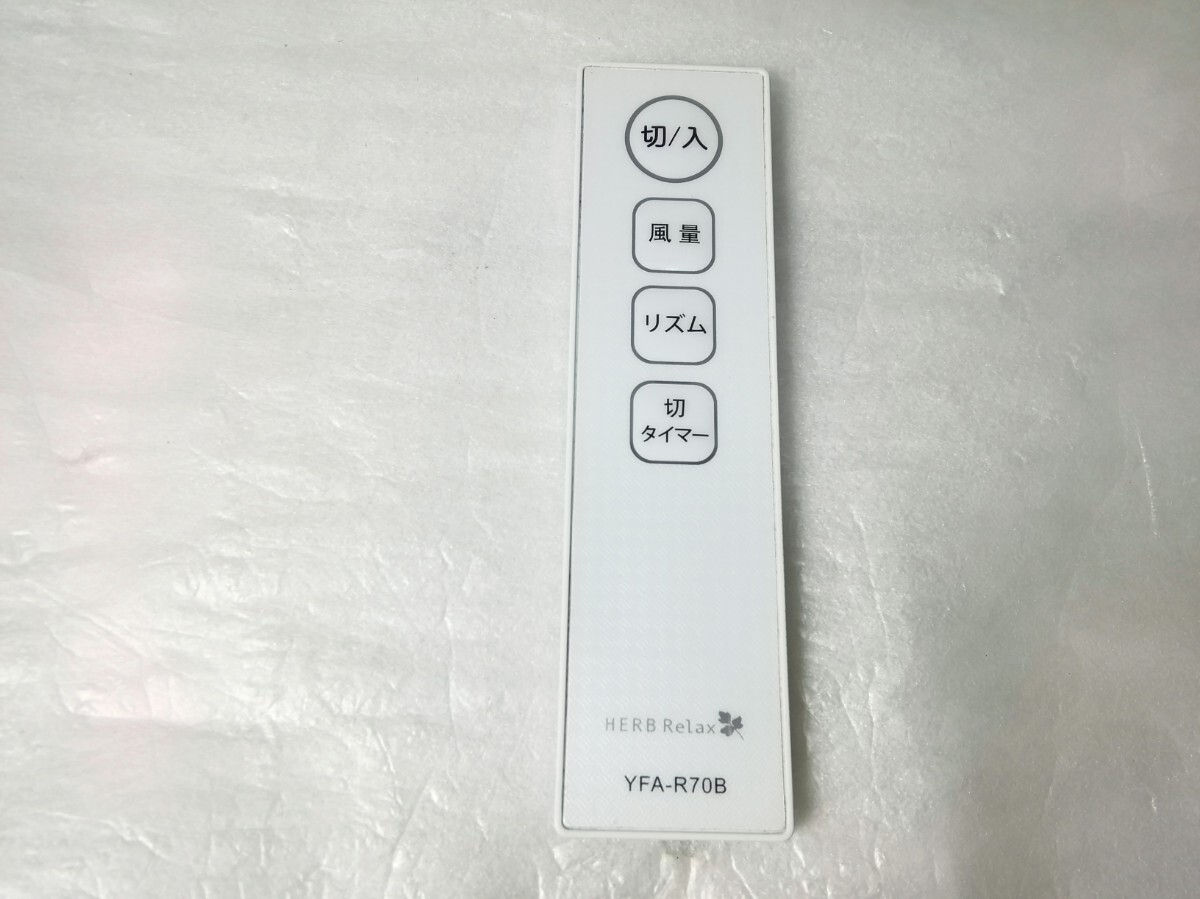 切/入
風量
リズム
切
タイマー
HERB Relax
YFA-R70B